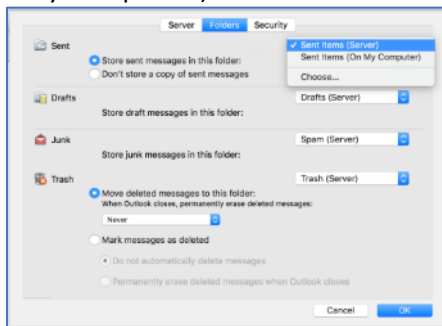 Server Folders Security
Sent
✓ Sent Items (Server)
Store sent messages in this folder:
Sent Items (On My Computer)
Don't store a copy of sent messages
Choose...
Drafts
Drafts (Server)
Store draft messages in this folder:
Junk
Spam (Server)
Store junk messages in this folder:
Trash
Trash (Server)
Move deleted messages to this folder:
When Outlook closes, permanently erase deleted messages:
Never
Mark messages as deleted
Do not automatically delete messages
Permanently erase deleted messages when Outlook closes
Cancel OK